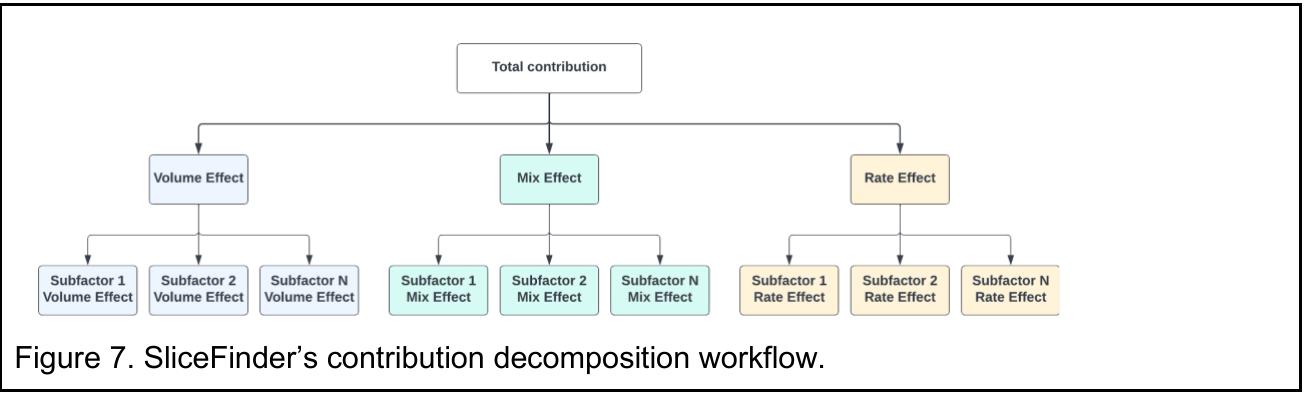 Total contribution
Volume Effect
Mix Effect
Rate Effect
Subfactor 1
Volume Effect
Subfactor 2
Volume Effect
Subfactor N
Volume Effect
Subfactor 1
Mix Effect
Subfactor 2
Mix Effect
Subfactor N
Mix Effect
Subfactor 1
Rate Effect
Subfactor 2
Rate Effect
Subfactor N
Rate Effect
Figure 7. SliceFinder’s contribution decomposition workflow.